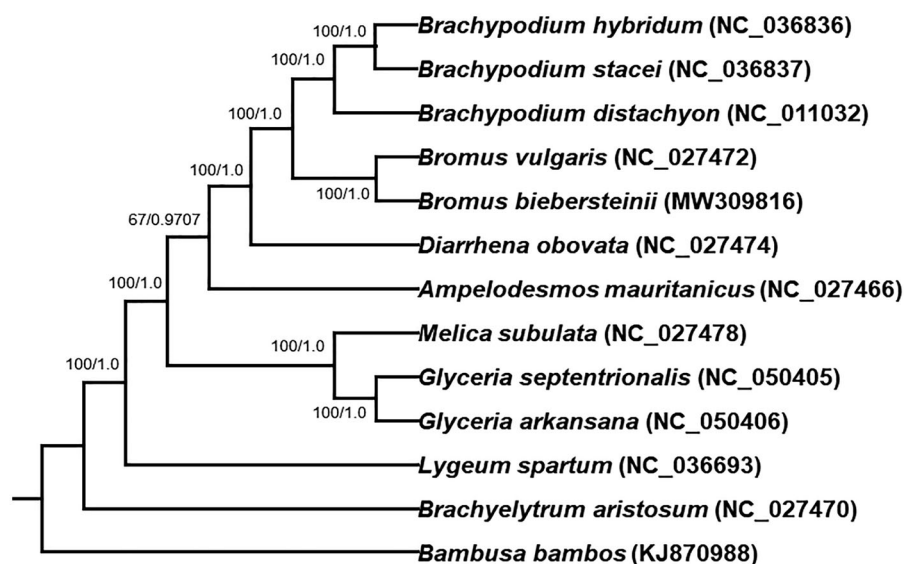 100/1.0
Brachypodium hybridum (NC_036836)
100/1.0
Brachypodium stacei (NC_036837)
100/1.0
Brachypodium distachyon (NC_011032)
Bromus vulgaris (NC_027472)
100/1.0
100/1.0
Bromus biebersteinii (MW309816)
67/0.9707
Diarrhena obovata (NC_027474)
100/1.0
Ampelodesmos mauritanicus (NC_027466)
Melica subulata (NC_027478)
100/1.0
100/1.0
Glyceria septentrionalis (NC_050405)
100/1.0
Glyceria arkansana (NC_050406)
Lygeum spartum (NC_036693)
Brachyelytrum aristosum (NC_027470)
Bambusa bambos (KJ870988)